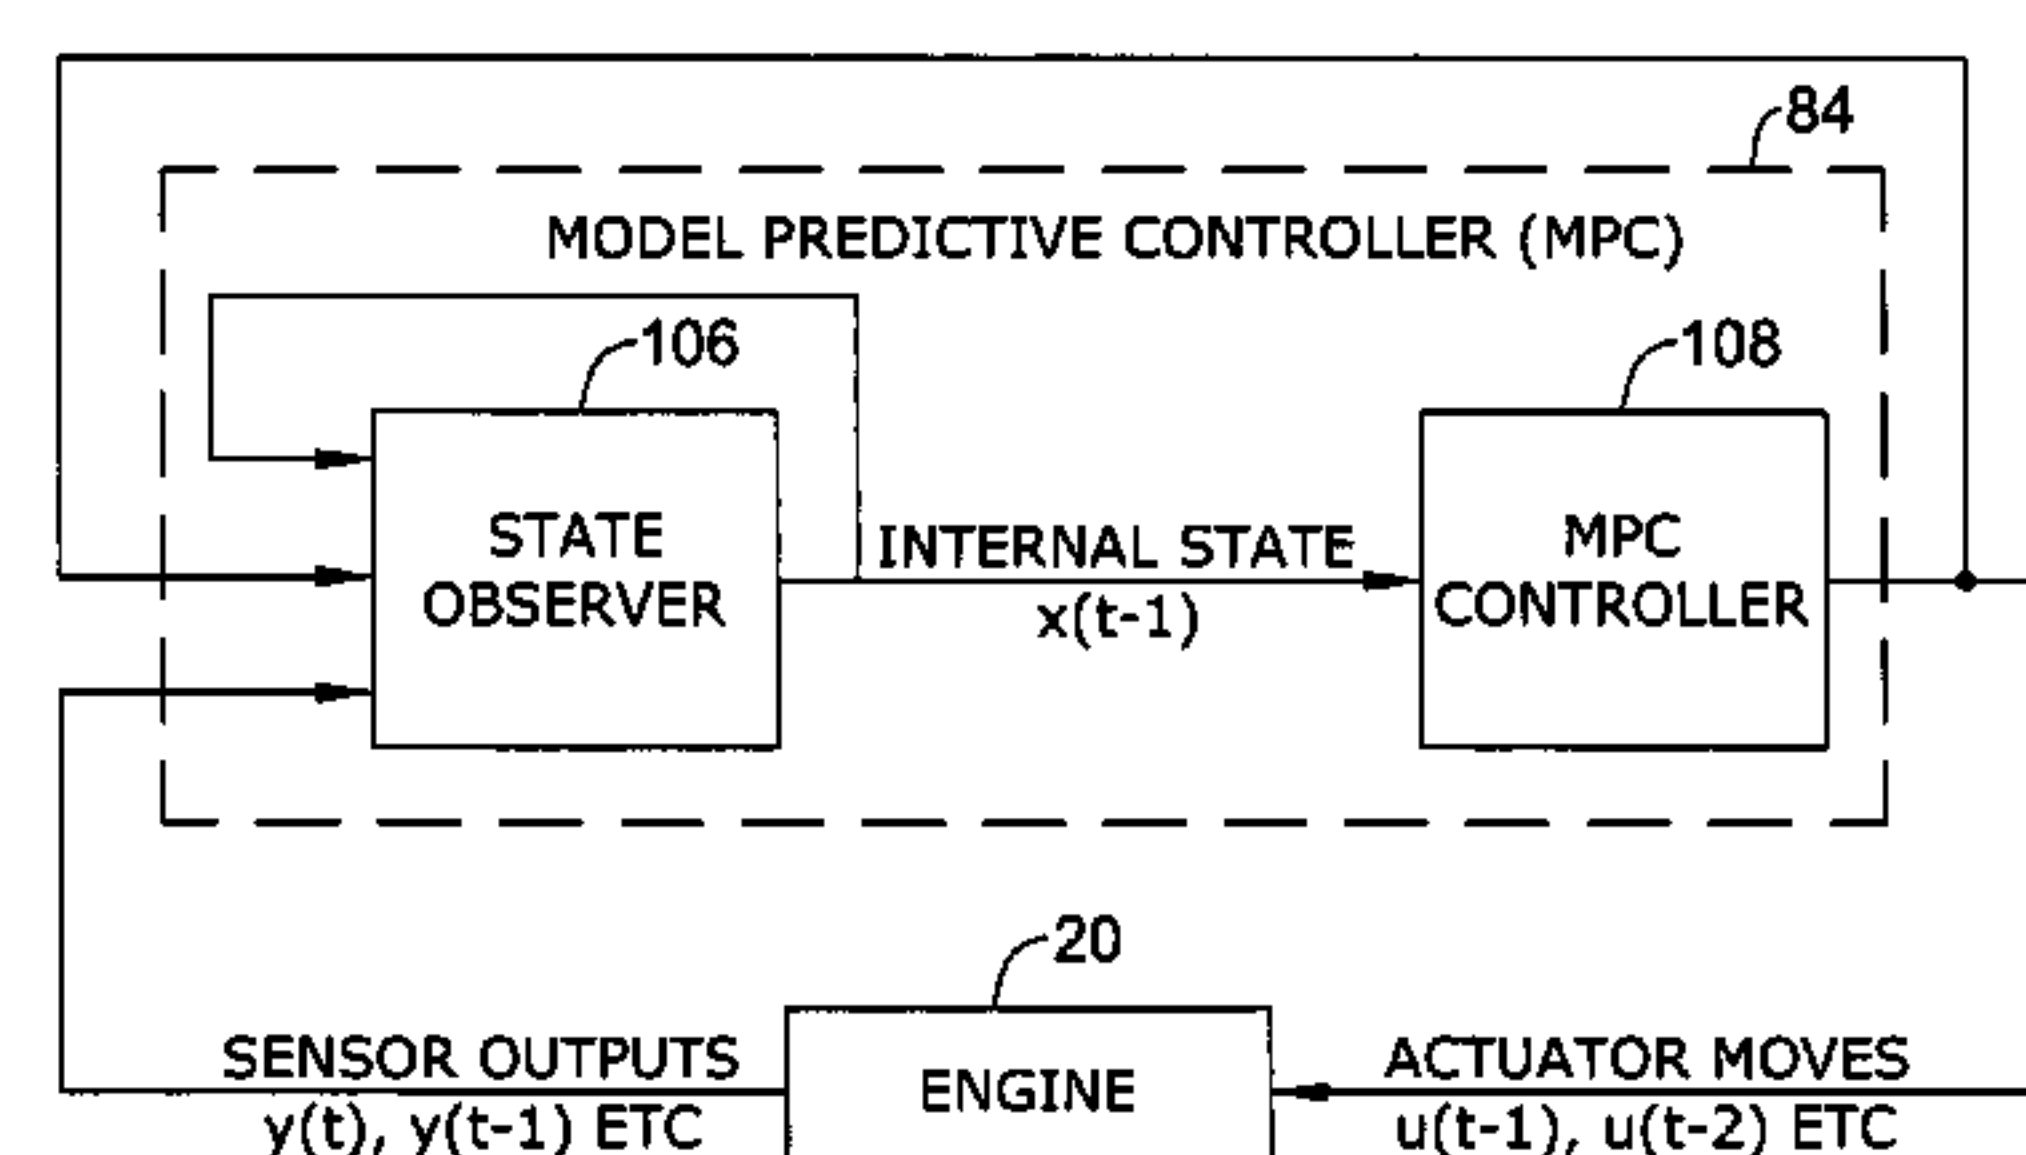 84
MODEL PREDICTIVE CONTROLLER (MPC)
106
108
STATE
OBSERVER
INTERNAL STATE
x(t-1)
MPC
CONTROLLER
20
SENSOR OUTPUTS
y(t), y(t-1) ETC
ENGINE
ACTUATOR MOVES
u(t-1), u(t-2) ETC